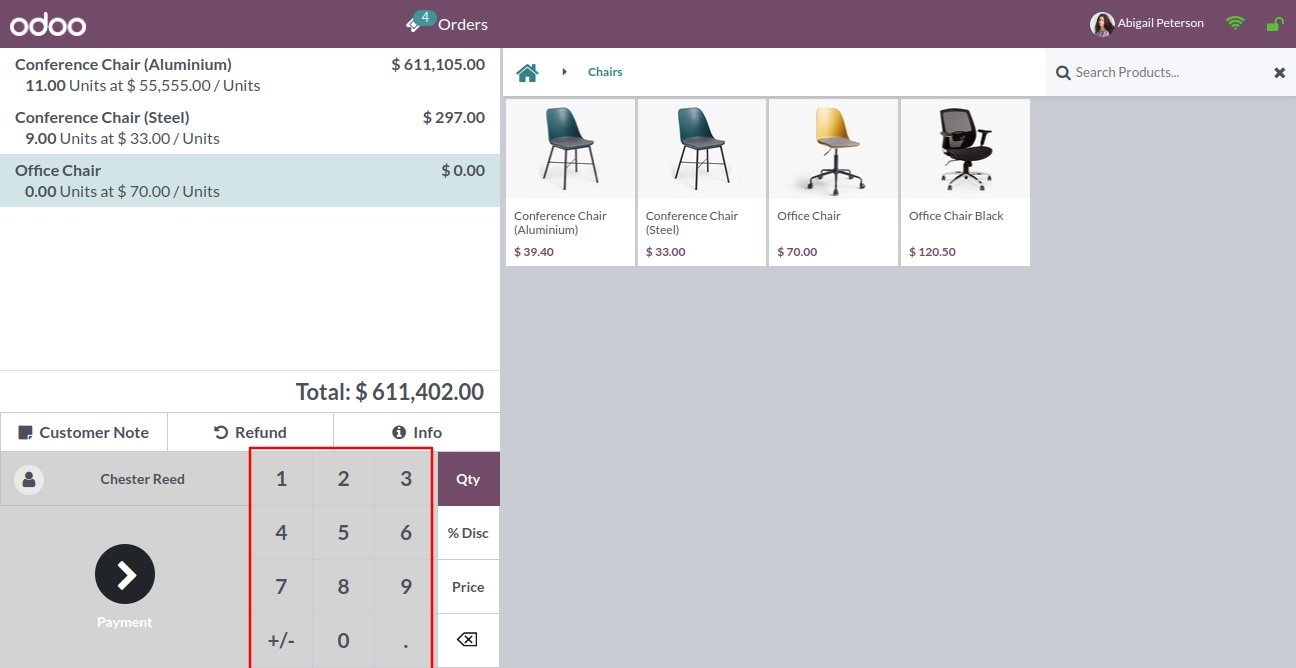 odoo
4
Orders
Abigail Peterson
Conference Chair (Aluminium) $ 611,105.00
11.00 Units at $ 55,555.00 / Units
Conference Chair (Steel) $ 297.00
9.00 Units at $ 33.00 / Units
Office Chair $ 0.00
0.00 Units at $ 70.00 / Units
Total: $ 611,402.00
Customer Note Refund Info
Chester Reed
Payment
1 2 3 Qty
4 5 6 % Disc
7 8 9 Price
+/- 0 .
Chairs
Search Products...
Conference Chair
(Aluminium)
$ 39.40
Conference Chair
(Steel)
$ 33.00
Office Chair
$ 70.00
Office Chair Black
$ 120.50